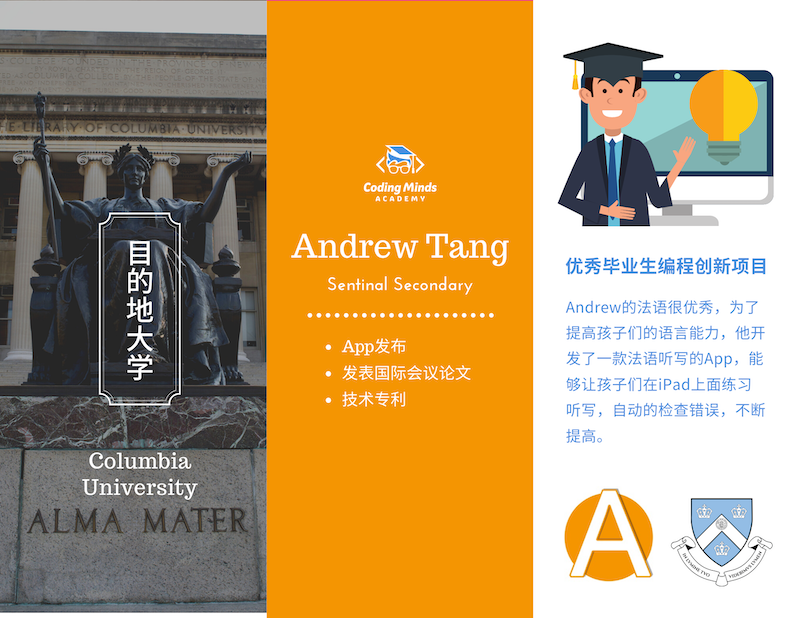 THE LIBRARY OF COLUMBIA UNIVERSITY
目的地大学
Columbia
University
ALMA MATER
Coding Minds
ACADEMY
Andrew Tang
Sentinal Secondary
App发布
发表国际会议论文
技术专利
优秀毕业生编程创新项目
Andrew的法语很优秀，为了
提高孩子们的语言能力，他开
发了一款法语听写的App，能
够让孩子们在iPad上面练习
听写，自动的检查错误，不断
提高。
A
IN LVMINE TVO
VIDEBIMVS LVMEN